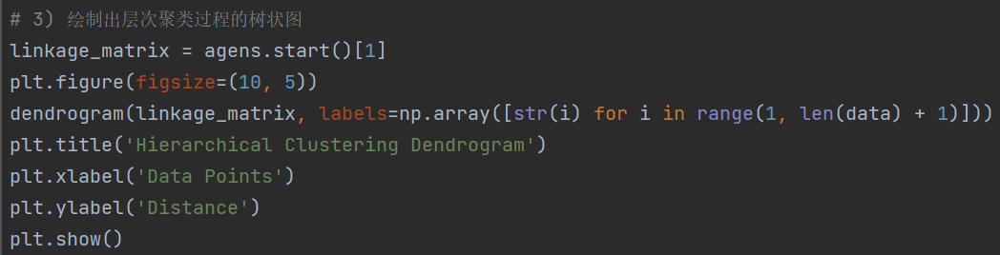 # 3) 绘制出层次聚类过程的树状图
linkage_matrix = agens.start()[1]
plt.figure(figsize=(10, 5))
dendrogram(linkage_matrix, labels=np.array([str(i) for i in range(1, len(data) + 1)]))
plt.title('Hierarchical Clustering Dendrogram')
plt.xlabel('Data Points')
plt.ylabel('Distance')
plt.show()